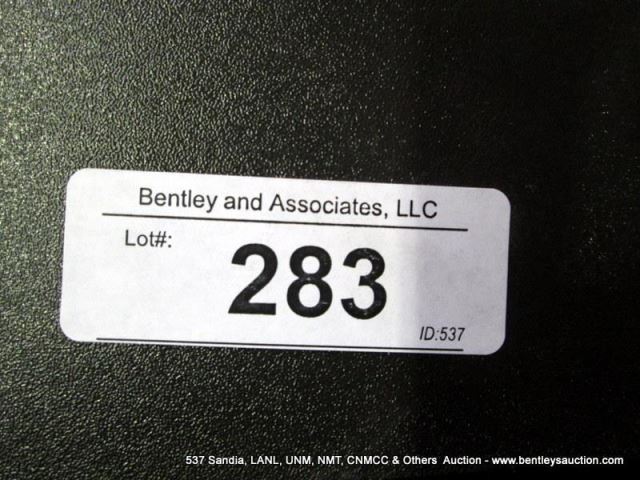 Bentley and Associates, LLC
Lot#:
283
ID:537
537 Sandia, LANL, UNM, NMT, CNMCC & Others  Auction - www.bentleysauction.com